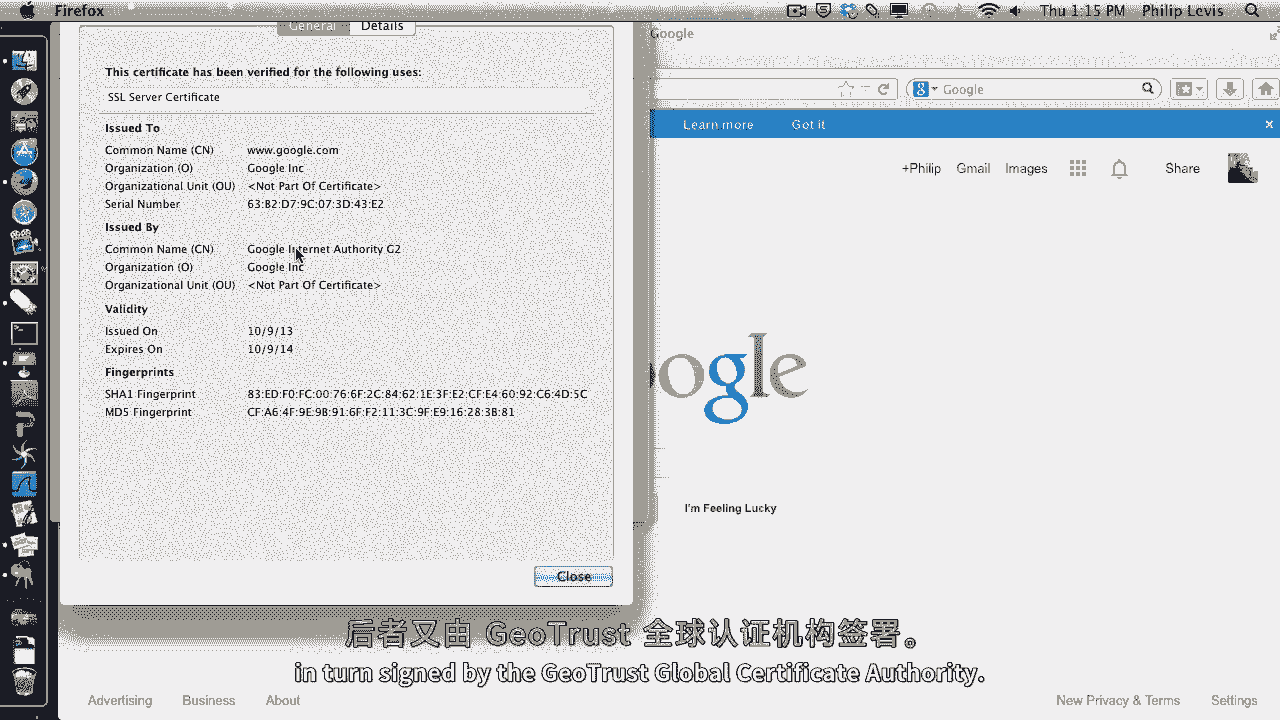 Firefox
Thu 1:15 PM Philip Levis
General Details
Google
This certificate has been verified for the following uses:
SSL Server Certificate
Google
Issued To
Learn more Got it
Common Name (CN) www.google.com
Organization (O) Google Inc
+Philip Gmail Images Share
Organizational Unit (OU) <Not Part Of Certificate>
Serial Number 63:B2:D7:9C:07:3D:43:E2
Issued By
Common Name (CN) Google Internet Authority G2
Organization (O) Google Inc
Organizational Unit (OU) <Not Part Of Certificate>
Validity
Issued On 10/9/13
Expires On 10/9/14
Fingerprints
ogle
SHA1 Fingerprint 83:ED:F0:FC:00:76:6F:2C:84:62:1E:3F:E2:CF:E4:60:92:C6:4D:5C
MD5 Fingerprint CF:A6:4F:9E:9B:91:6F:F2:11:3C:9F:E9:16:28:3B:81
I'm Feeling Lucky
Close
后者又由 GeoTrust 全球认证机构签署。
in turn signed by the GeoTrust Global Certificate Authority.
Advertising Business About New Privacy & Terms Settings